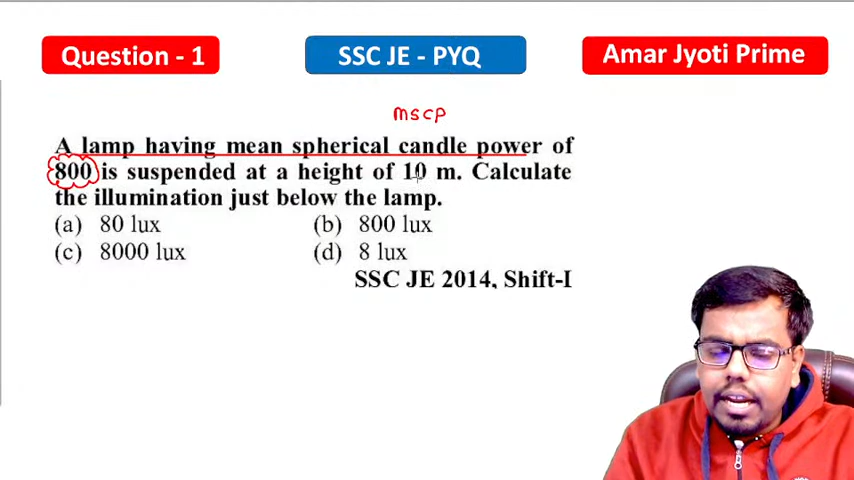 Question - 1
SSC JE - PYQ
Amar Jyoti Prime
MSCP
A lamp having mean spherical candle power of
800 is suspended at a height of 10 m. Calculate
the illumination just below the lamp.
(a) 80 lux
(b) 800 lux
(c) 8000 lux
(d) 8 lux
SSC JE 2014, Shift-I